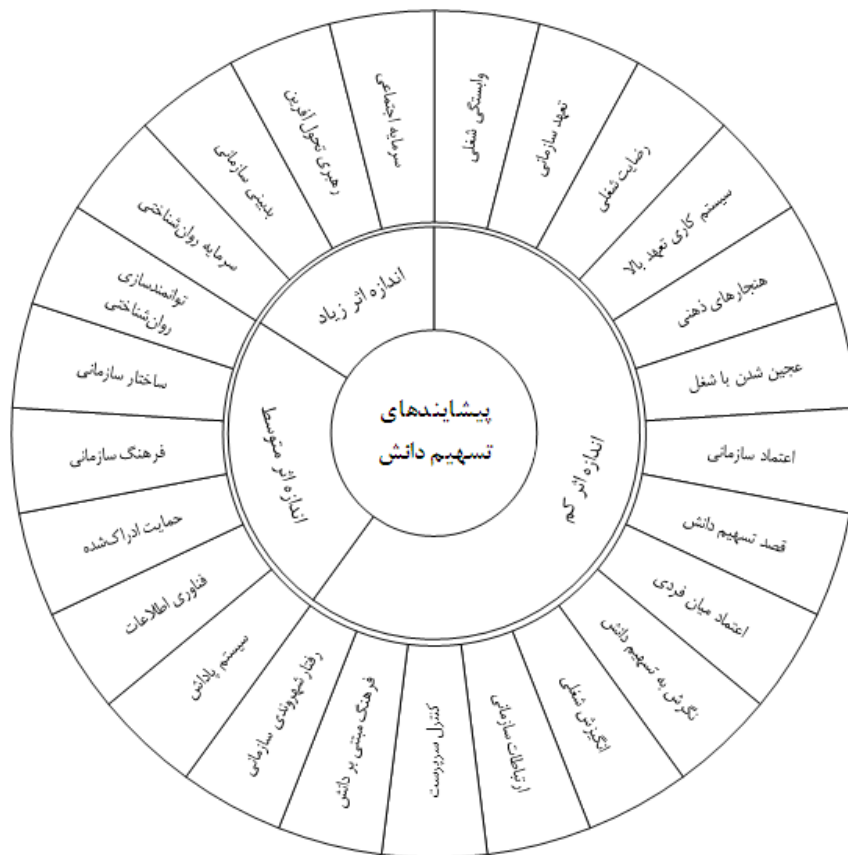 پیشایندهای
تسهیم دانش
اندازه اثر زیاد
اندازه اثر کم
اندازه اثر متوسط
وابستگی شغلی
تعهد سازمانی
رضایت شغلی
سیستم کاری تعهد بالا
هنجارهای ذهنی
عجین شدن با شغل
اعتماد سازمانی
قصد تسهیم دانش
اعتماد میان فردی
نگرش به تسهیم دانش
انگیزش شغلی
ارتباطات سازمانی
کنترل سرپرست
فرهنگ مبتنی بر دانش
رفتار شهروندی سازمانی
سیستم پاداش
فناوری اطلاعات
حمایت ادراک‌شده
فرهنگ سازمانی
ساختار سازمانی
توانمندسازی
روان‌شناختی
سرمایه روان‌شناختی
بدبینی سازمانی
رهبری تحول‌آفرین
سرمایه اجتماعی